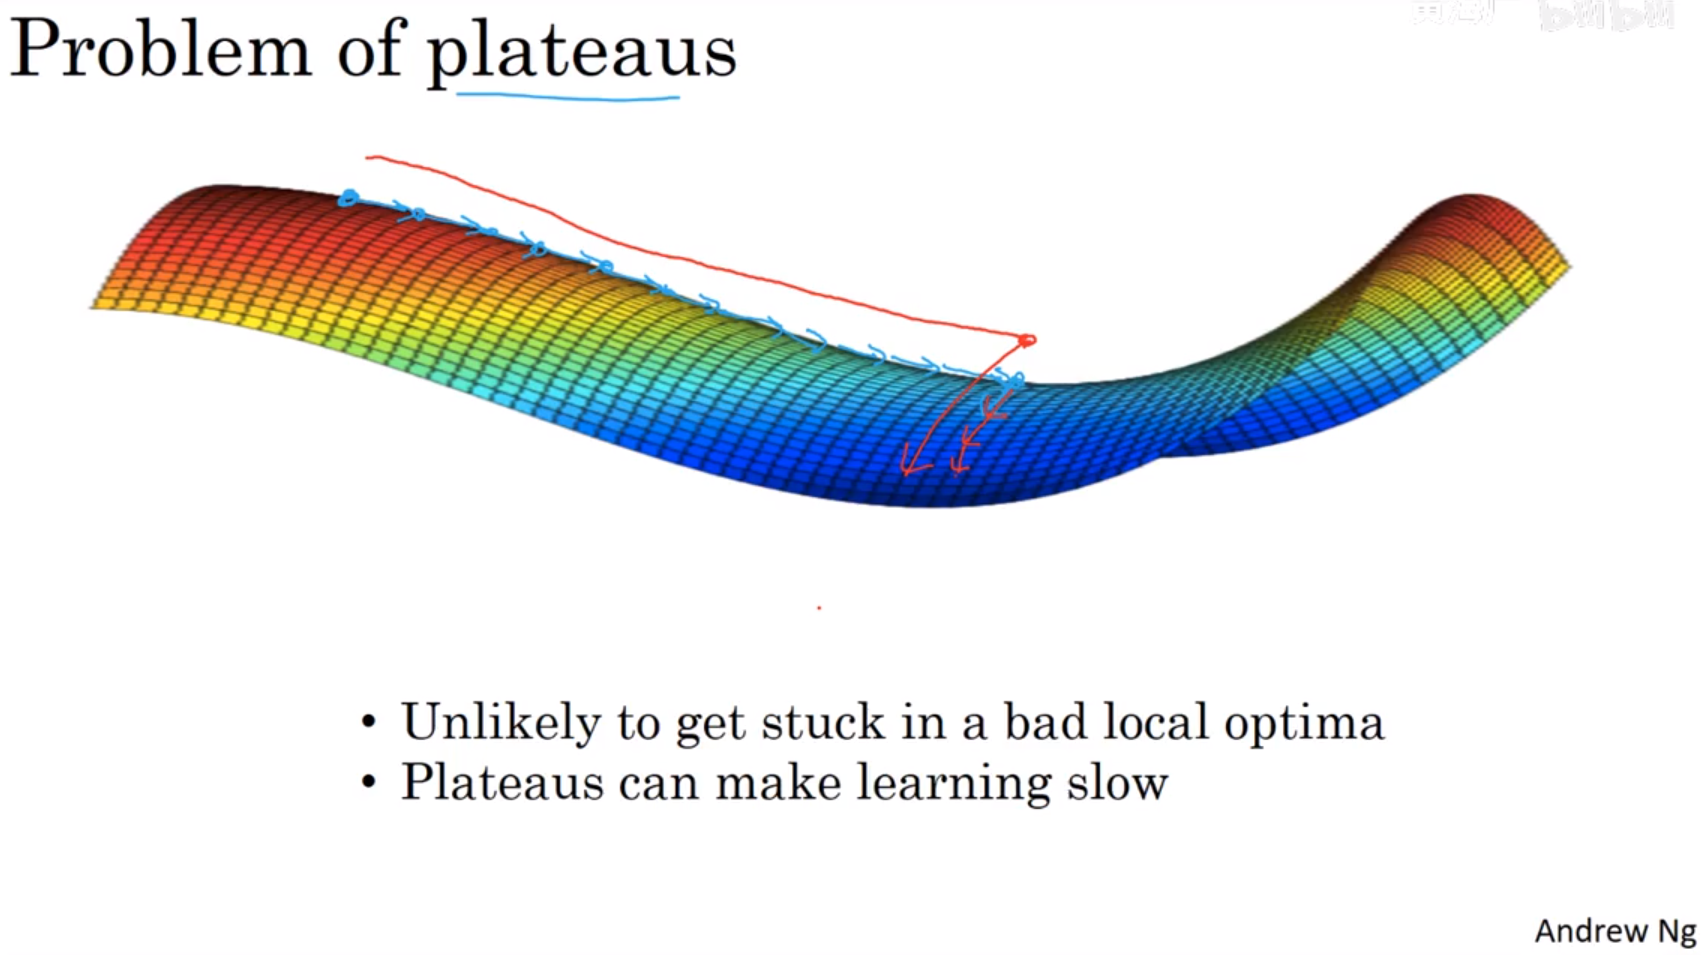 Problem of plateaus
• Unlikely to get stuck in a bad local optima
• Plateaus can make learning slow
Andrew Ng